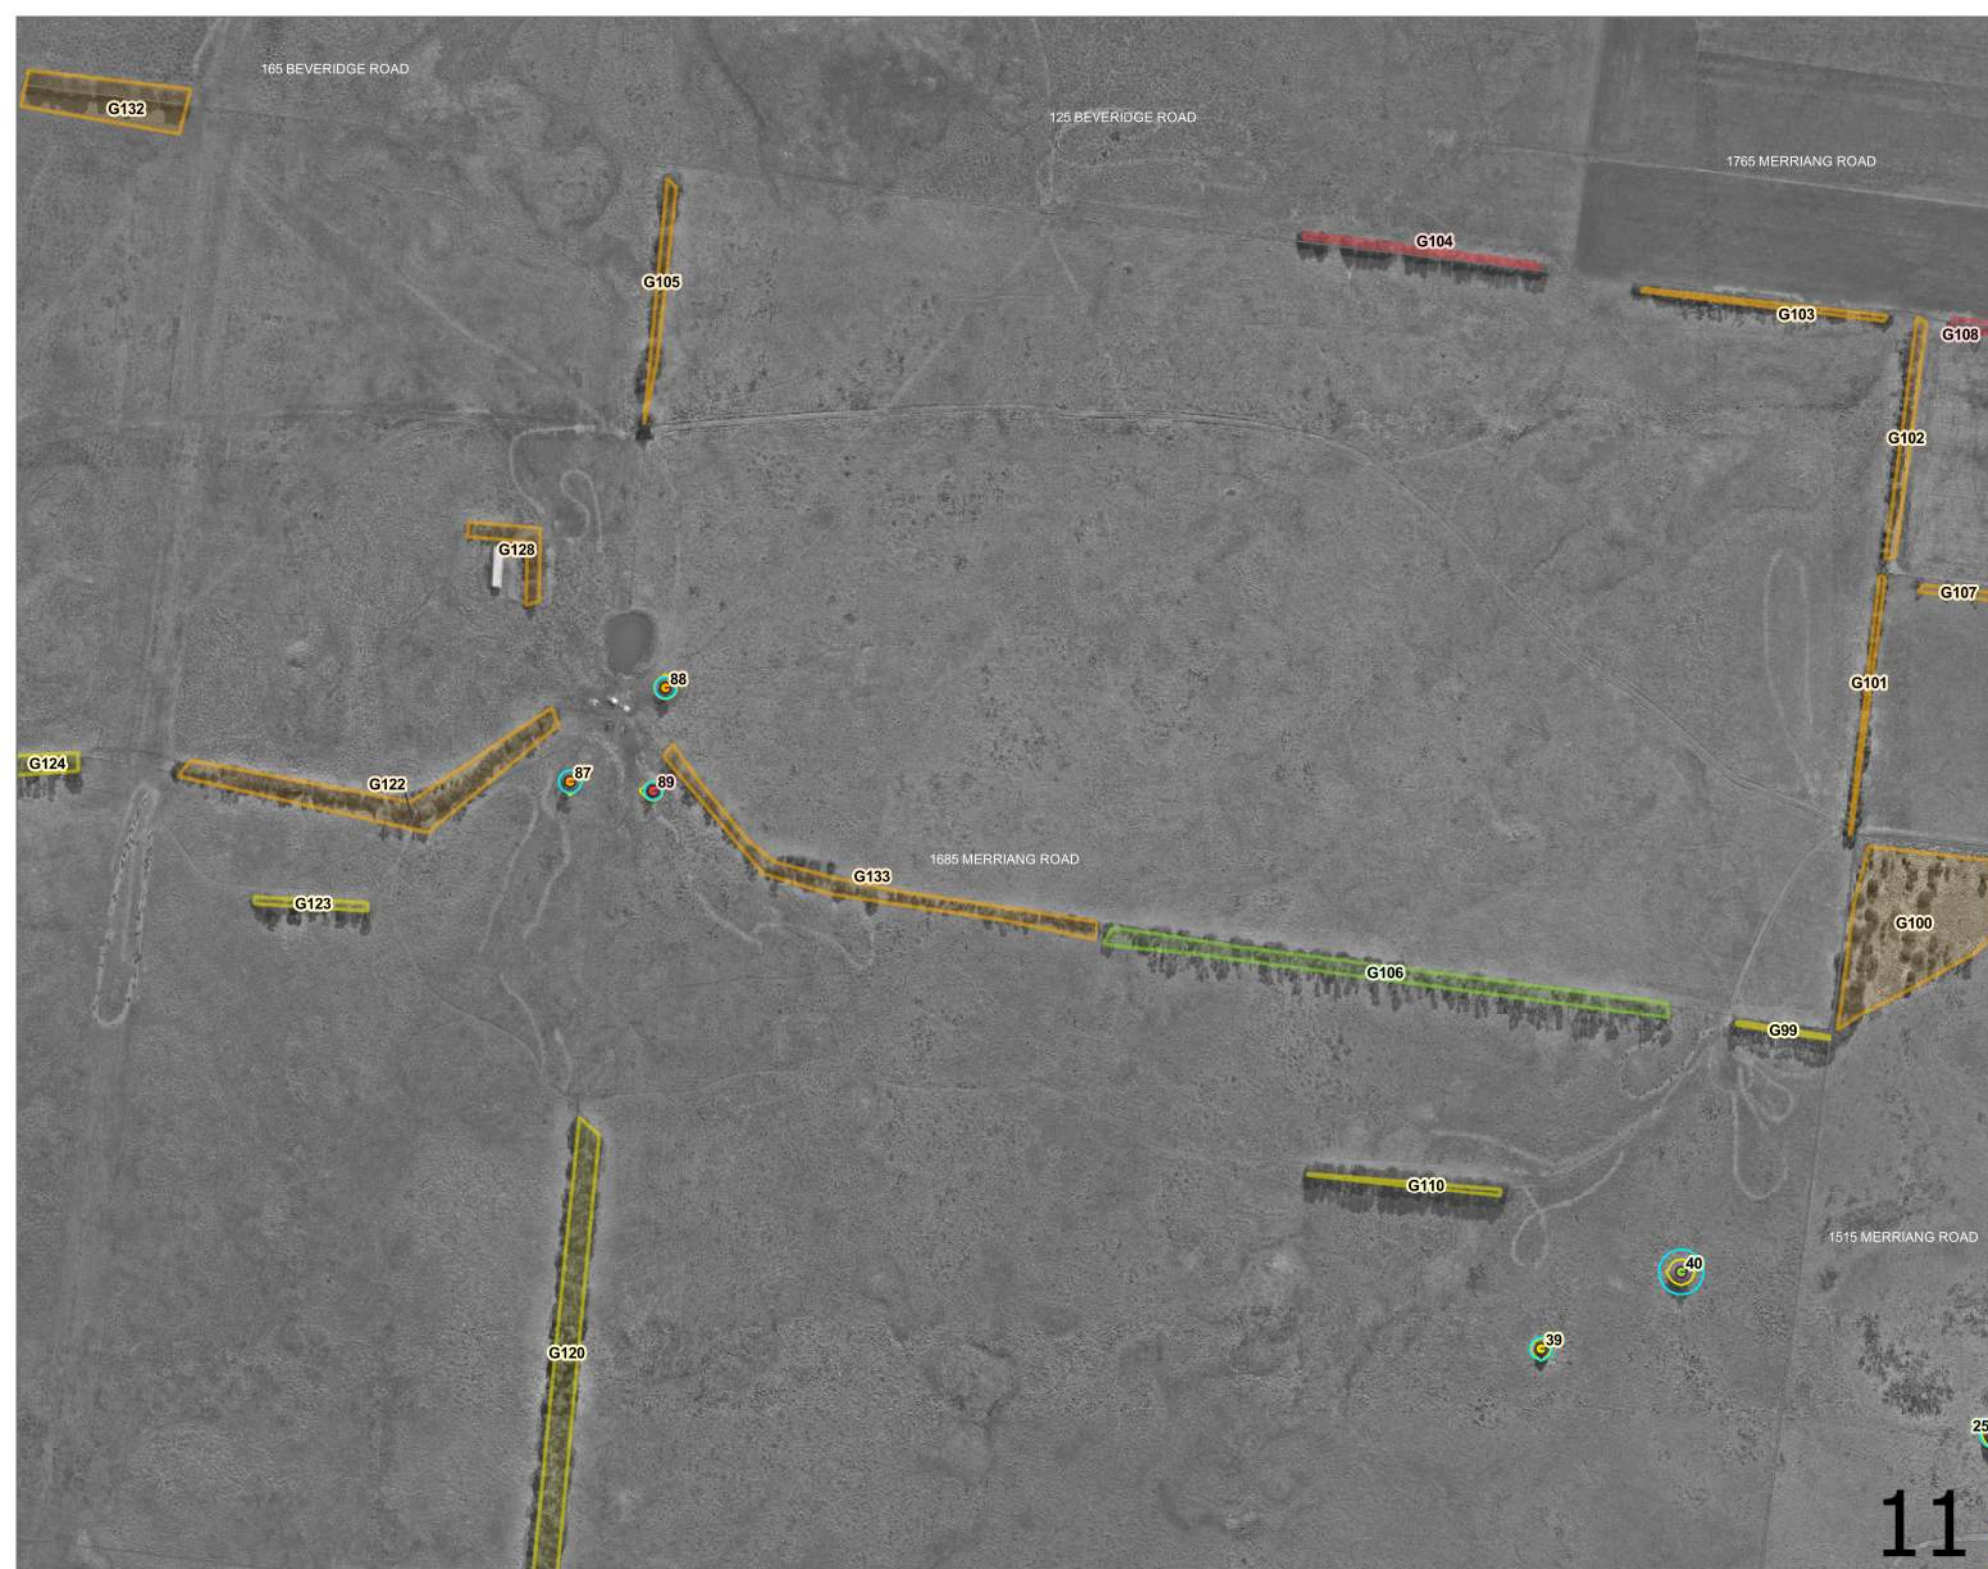 165 BEVERIDGE ROAD
G132
125 BEVERIDGE ROAD
1765 MERRIANG ROAD
G104
G105
G103
G108
G102
G128
G107
88
G101
G124
G122
87
89
1685 MERRIANG ROAD
G133
G123
G100
G106
G99
G110
1515 MERRIANG ROAD
40
39
G120
25
11